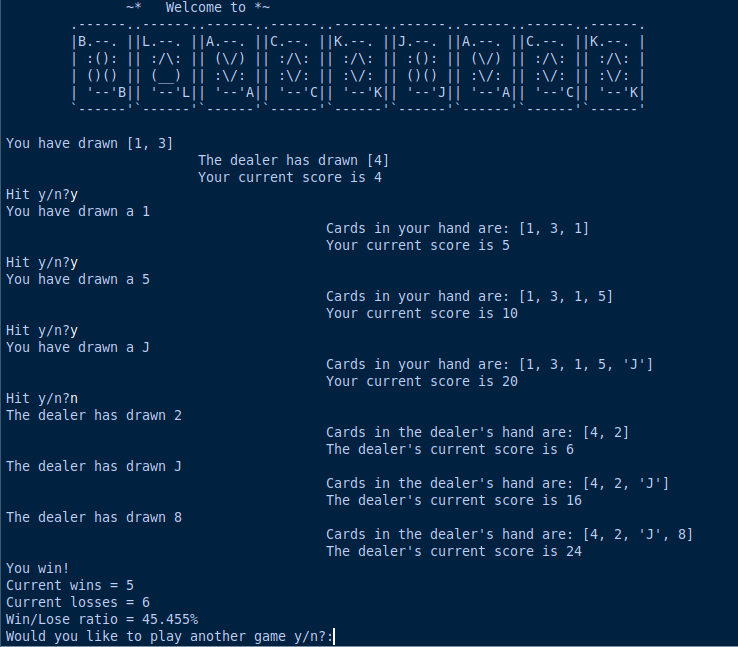 ~*   Welcome to *~
.------..------..------..------..------..------..------..------..------.
|B.--. ||L.--. ||A.--. ||C.--. ||K.--. ||J.--. ||A.--. ||C.--. ||K.--. |
| :(): || :/\: || (\/) || :/\: || :/\: || :(): || (\/) || :/\: || :/\: |
| ()() || (__) || :\/: || :\/: || :\/: || ()() || :\/: || :\/: || :\/: |
| '--'B|| '--'L|| '--'A|| '--'C|| '--'K|| '--'J|| '--'A|| '--'C|| '--'K|
`------'`------'`------'`------'`------'`------'`------'`------'`------'
You have drawn [1, 3]
The dealer has drawn [4]
Your current score is 4
Hit y/n?y
You have drawn a 1
Cards in your hand are: [1, 3, 1]
Your current score is 5
Hit y/n?y
You have drawn a 5
Cards in your hand are: [1, 3, 1, 5]
Your current score is 10
Hit y/n?y
You have drawn a J
Cards in your hand are: [1, 3, 1, 5, 'J']
Your current score is 20
Hit y/n?n
The dealer has drawn 2
Cards in the dealer's hand are: [4, 2]
The dealer's current score is 6
The dealer has drawn J
Cards in the dealer's hand are: [4, 2, 'J']
The dealer's current score is 16
The dealer has drawn 8
Cards in the dealer's hand are: [4, 2, 'J', 8]
The dealer's current score is 24
You win!
Current wins = 5
Current losses = 6
Win/Lose ratio = 45.455%
Would you like to play another game y/n?: